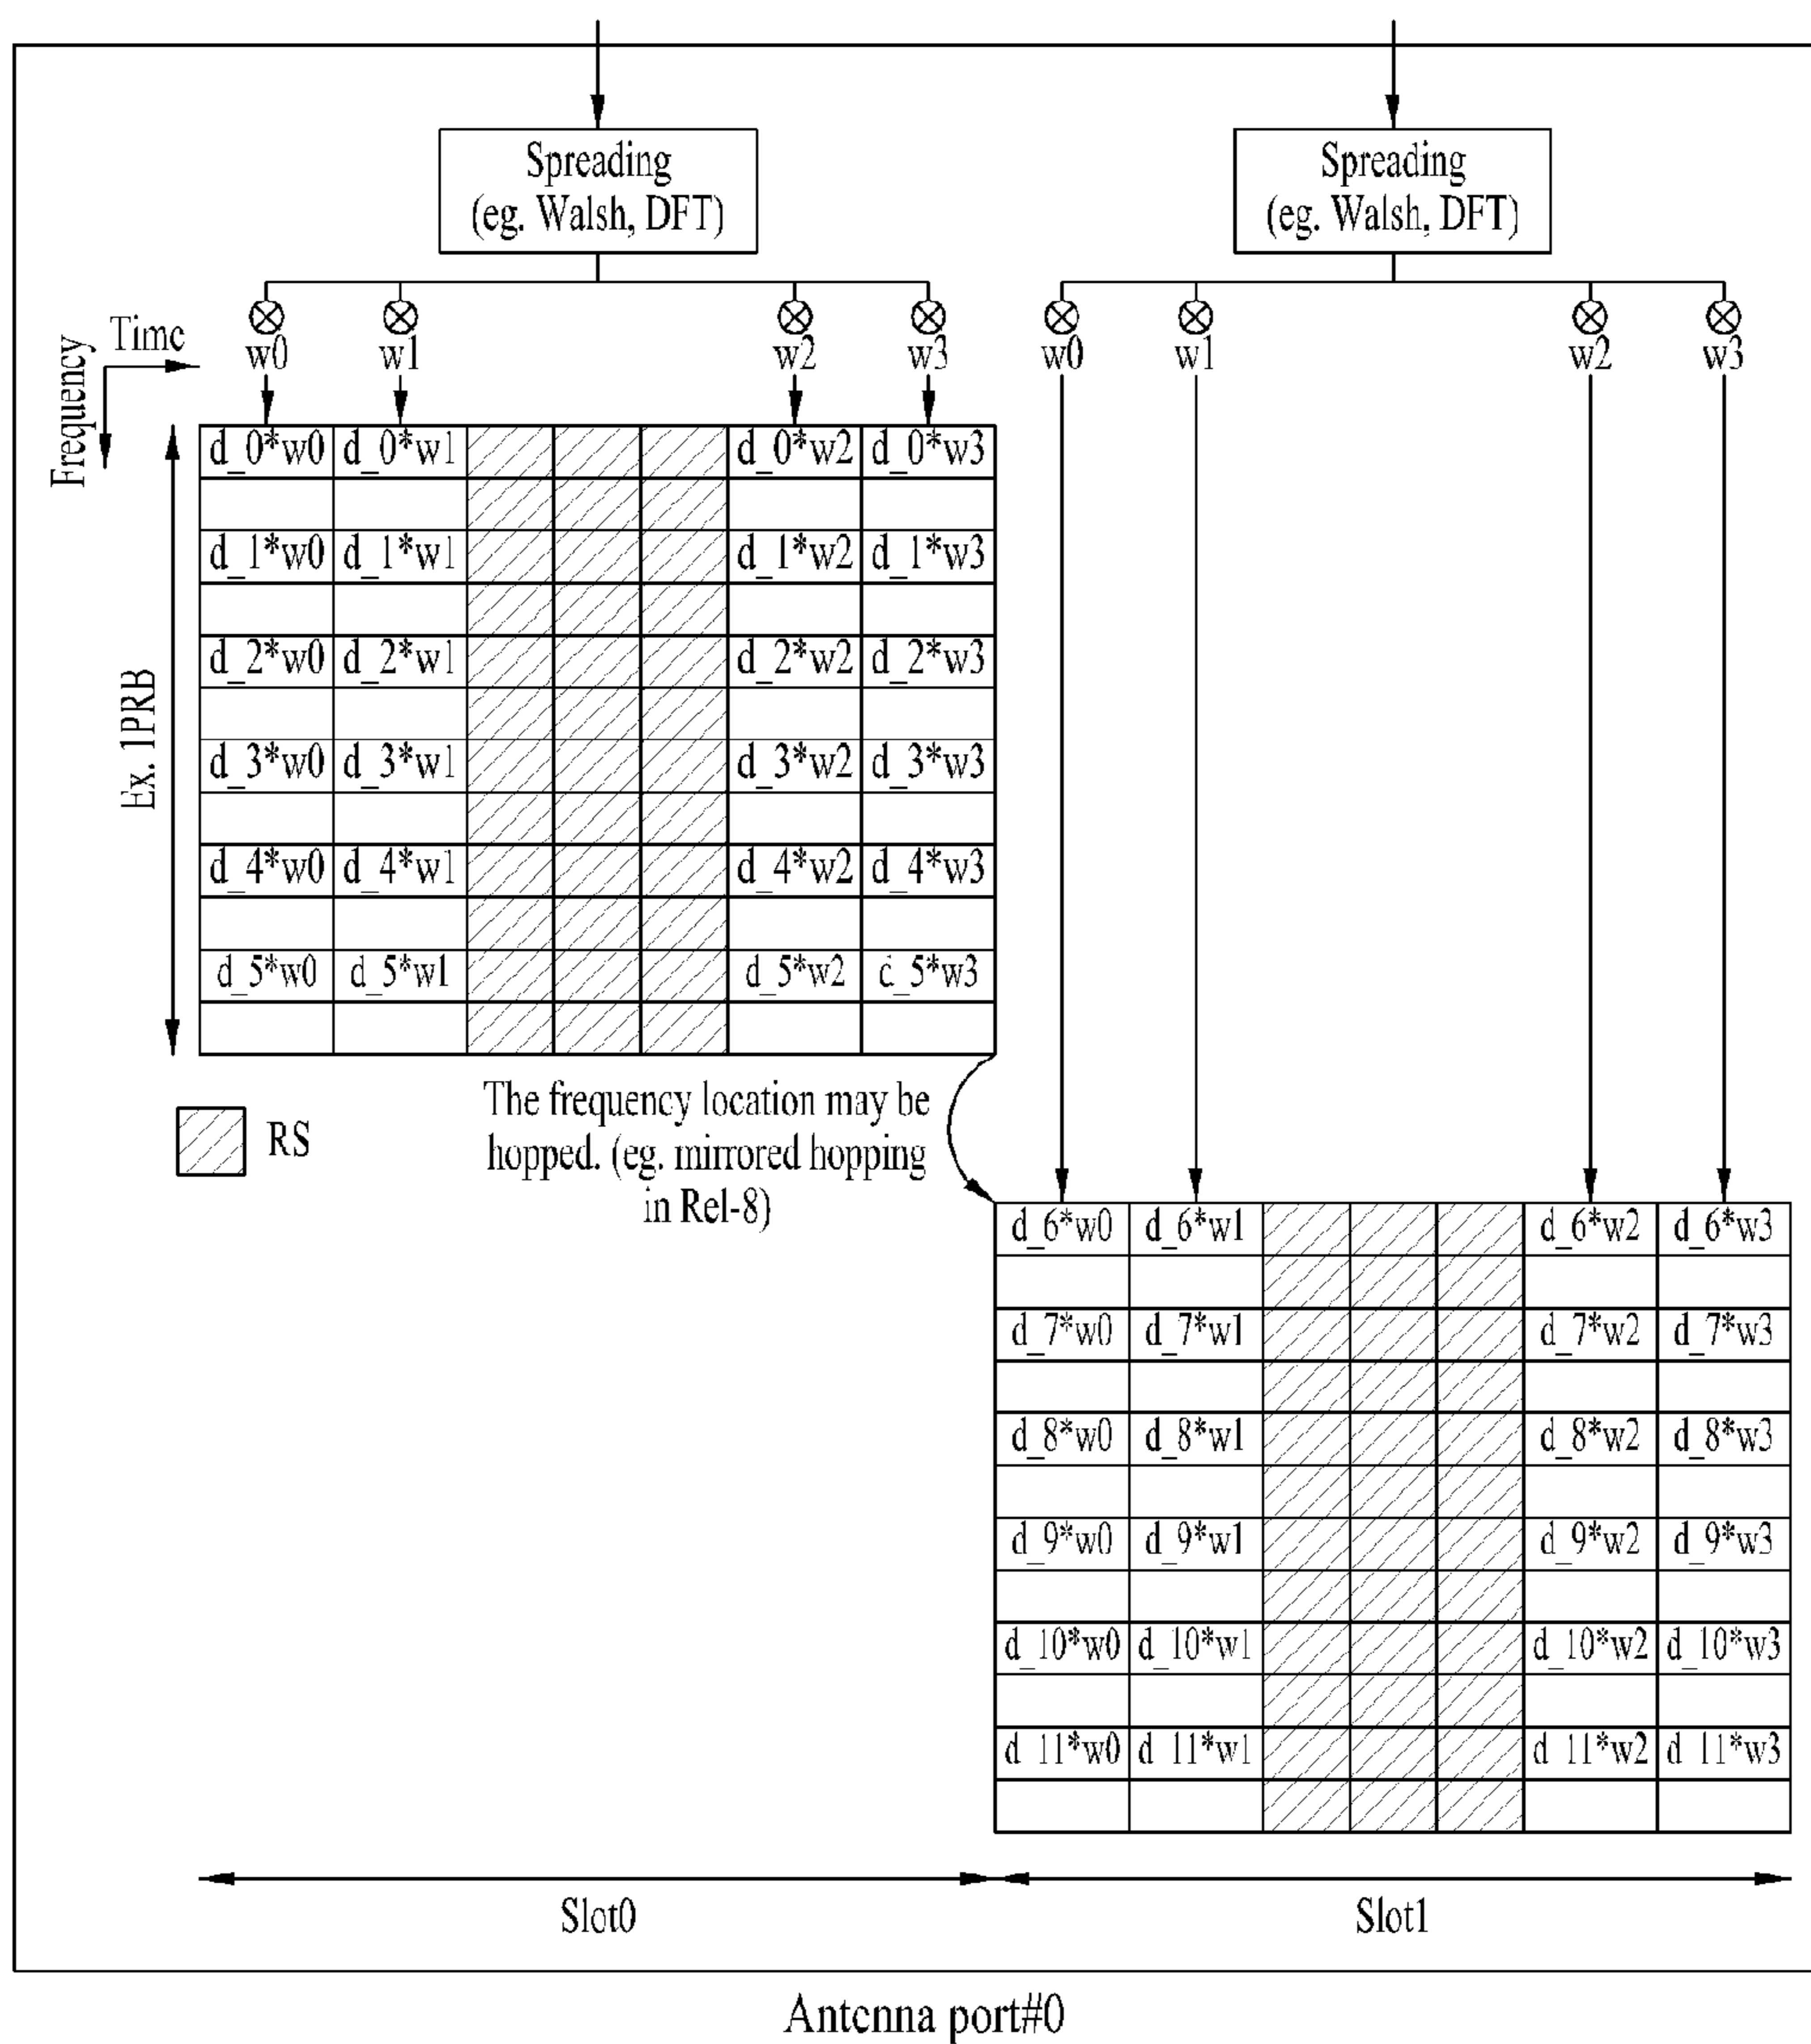 Spreading
(eg. Walsh, DFT)
Spreading
(eg. Walsh, DFT)
Time
Frequency
w0 w1 w2 w3 w0 w1 w2 w3
Ex. 1PRB
d_0*w0 d_0*w1 d_0*w2 d_0*w3
d_1*w0 d_1*w1 d_1*w2 d_1*w3
d_2*w0 d_2*w1 d_2*w2 d_2*w3
d_3*w0 d_3*w1 d_3*w2 d_3*w3
d_4*w0 d_4*w1 d_4*w2 d_4*w3
d_5*w0 d_5*w1 d_5*w2 d_5*w3
RS
The frequency location may be
hopped. (eg. mirrored hopping
in Rel-8)
d_6*w0 d_6*w1 d_6*w2 d_6*w3
d_7*w0 d_7*w1 d_7*w2 d_7*w3
d_8*w0 d_8*w1 d_8*w2 d_8*w3
d_9*w0 d_9*w1 d_9*w2 d_9*w3
d_10*w0 d_10*w1 d_10*w2 d_10*w3
d_11*w0 d_11*w1 d_11*w2 d_11*w3
Slot0 Slot1
Antenna port#0